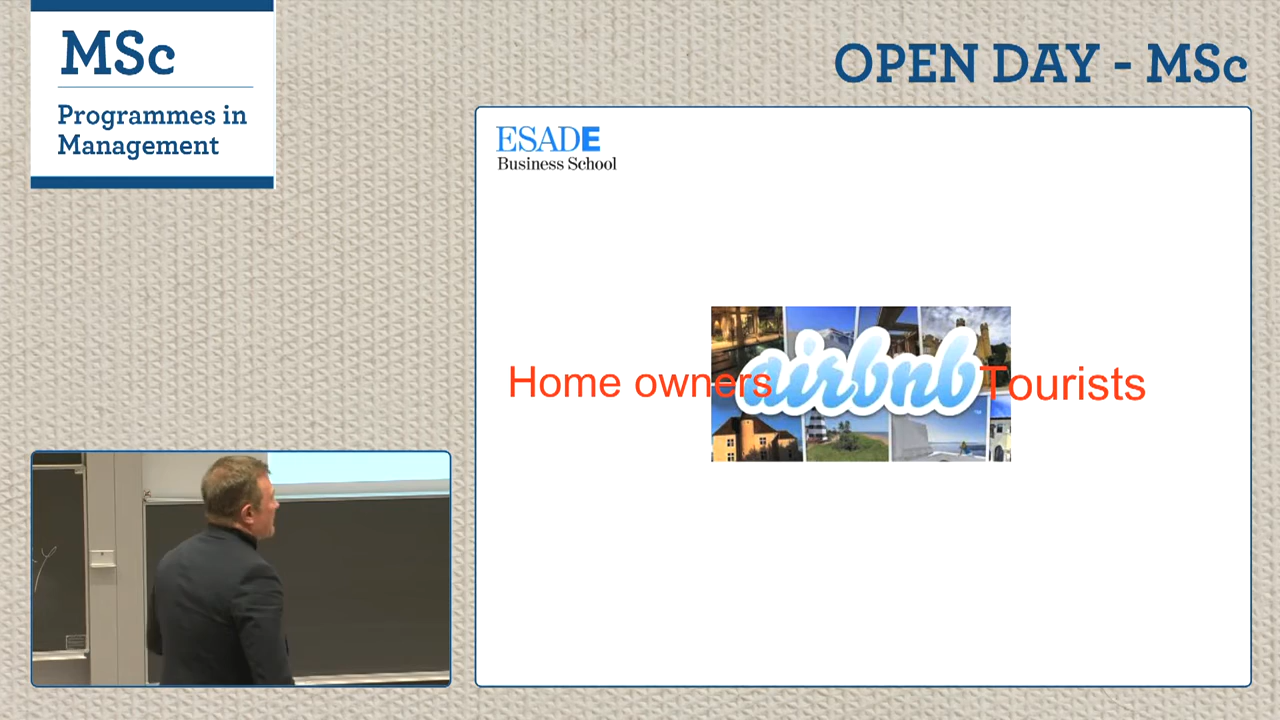 MSc
Programmes in
Management
OPEN DAY - MSc
ESADE
Business School
Home owners
airbnb
Tourists